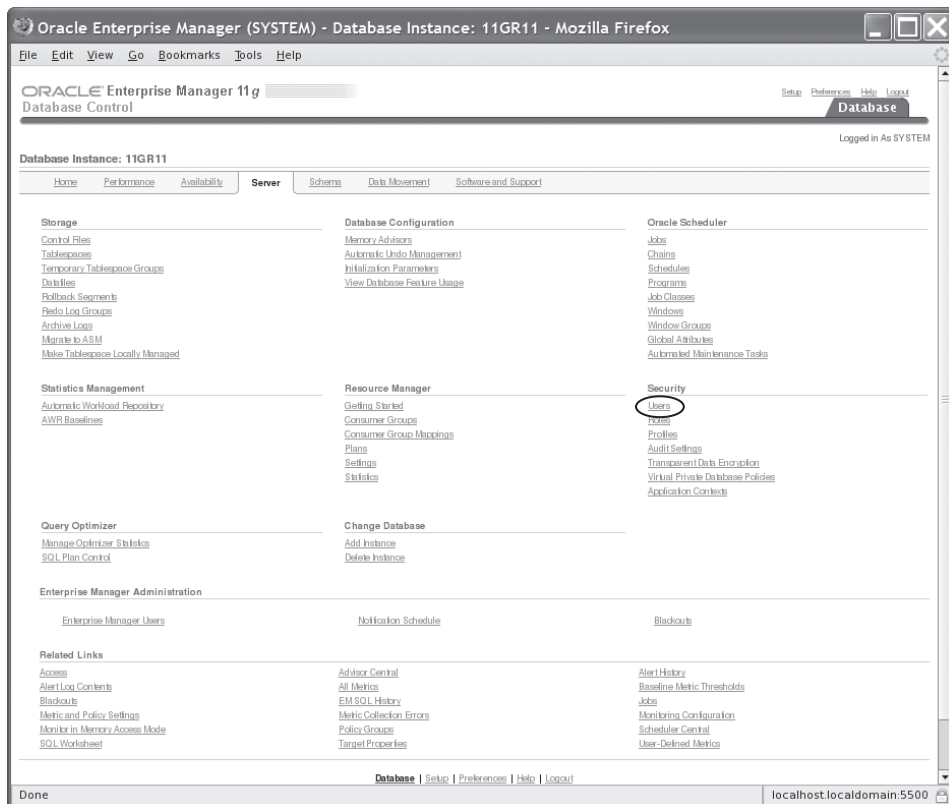 Oracle Enterprise Manager (SYSTEM) - Database Instance: 11GR11 - Mozilla Firefox
File Edit View Go Bookmarks Tools Help
ORACLE Enterprise Manager 11g
Database Control
Setup Preferences Help Logout
Database
Logged in As SYSTEM
Database Instance: 11GR11
Home Performance Availability Server Schema Data Movement Software and Support
Storage
Control Files
Tablespaces
Temporary Tablespace Groups
Datafiles
Rollback Segments
Redo Log Groups
Archive Logs
Migrate to ASM
Make Tablespace Locally Managed
Database Configuration
Memory Advisors
Automatic Undo Management
Initialization Parameters
View Database Feature Usage
Oracle Scheduler
Jobs
Chains
Schedules
Programs
Job Classes
Windows
Window Groups
Global Attributes
Automated Maintenance Tasks
Statistics Management
Automatic Workload Repository
AWR Baselines
Resource Manager
Getting Started
Consumer Groups
Consumer Group Mappings
Plans
Settings
Statistics
Security
Users
Roles
Profiles
Audit Settings
Transparent Data Encryption
Virtual Private Database Policies
Application Contexts
Query Optimizer
Manage Optimizer Statistics
SQL Plan Control
Change Database
Add Instance
Delete Instance
Enterprise Manager Administration
Enterprise Manager Users
Notification Schedule
Blackouts
Related Links
Access
Alert Log Contents
Blackouts
Metric and Policy Settings
Monitor in Memory Access Mode
SQL Worksheet
Advisor Central
All Metrics
EM SQL History
Metric Collection Errors
Policy Groups
Target Properties
Alert History
Baseline Metric Thresholds
Jobs
Monitoring Configuration
Scheduler Central
User-Defined Metrics
Database | Setup | Preferences | Help | Logout
Done
localhost.localdomain:5500